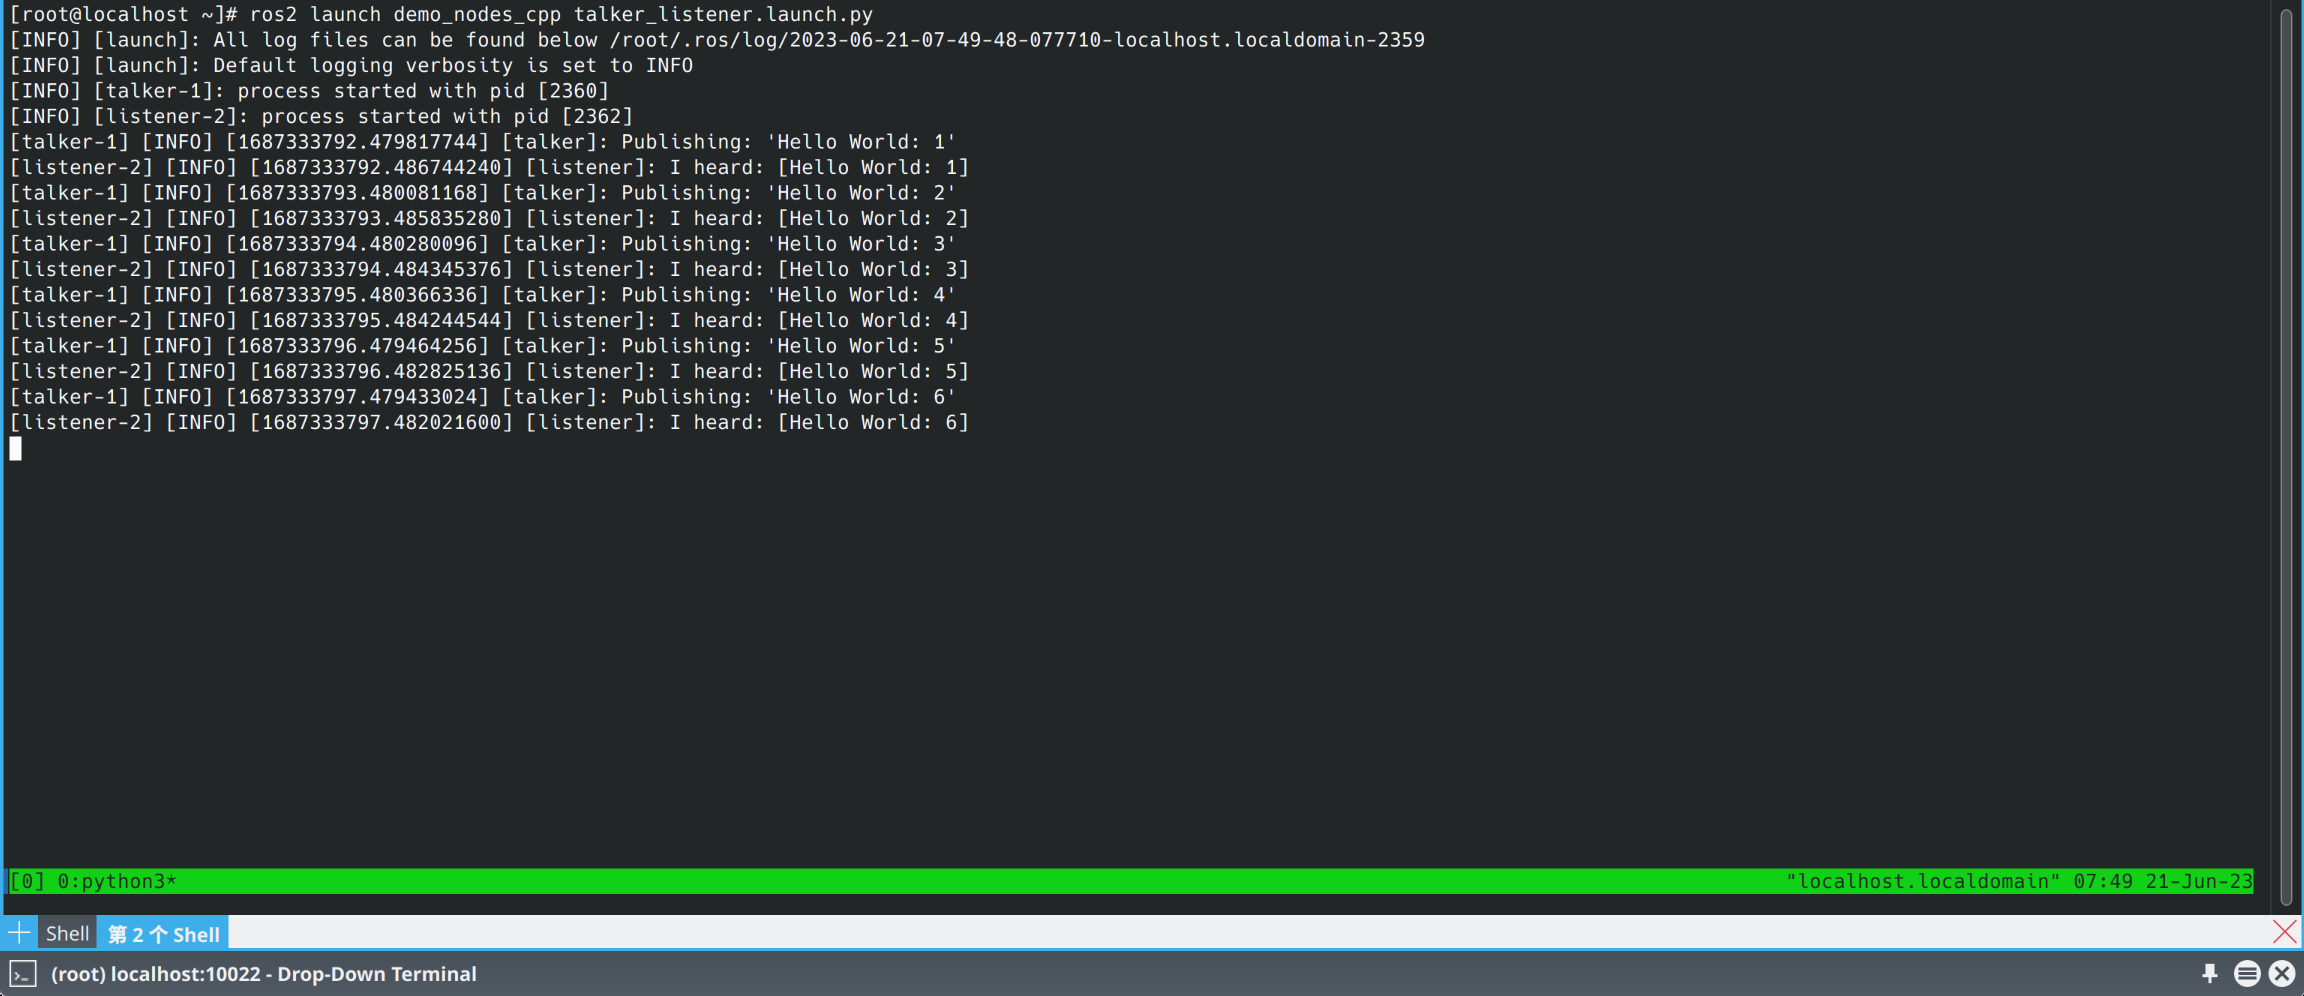 [root@localhost ~]# ros2 launch demo_nodes_cpp talker_listener.launch.py
[INFO] [launch]: All log files can be found below /root/.ros/log/2023-06-21-07-49-48-077710-localhost.localdomain-2359
[INFO] [launch]: Default logging verbosity is set to INFO
[INFO] [talker-1]: process started with pid [2360]
[INFO] [listener-2]: process started with pid [2362]
[talker-1] [INFO] [1687333792.479817744] [talker]: Publishing: 'Hello World: 1'
[listener-2] [INFO] [1687333792.486744240] [listener]: I heard: [Hello World: 1]
[talker-1] [INFO] [1687333793.480081168] [talker]: Publishing: 'Hello World: 2'
[listener-2] [INFO] [1687333793.485835280] [listener]: I heard: [Hello World: 2]
[talker-1] [INFO] [1687333794.480280096] [talker]: Publishing: 'Hello World: 3'
[listener-2] [INFO] [1687333794.484345376] [listener]: I heard: [Hello World: 3]
[talker-1] [INFO] [1687333795.480366336] [talker]: Publishing: 'Hello World: 4'
[listener-2] [INFO] [1687333795.484244544] [listener]: I heard: [Hello World: 4]
[talker-1] [INFO] [1687333796.479464256] [talker]: Publishing: 'Hello World: 5'
[listener-2] [INFO] [1687333796.482825136] [listener]: I heard: [Hello World: 5]
[talker-1] [INFO] [1687333797.479433024] [talker]: Publishing: 'Hello World: 6'
[listener-2] [INFO] [1687333797.482021600] [listener]: I heard: [Hello World: 6]
[0] 0:python3* "localhost.localdomain" 07:49 21-Jun-23
Shell 第 2 个 Shell
(root) localhost:10022 - Drop-Down Terminal